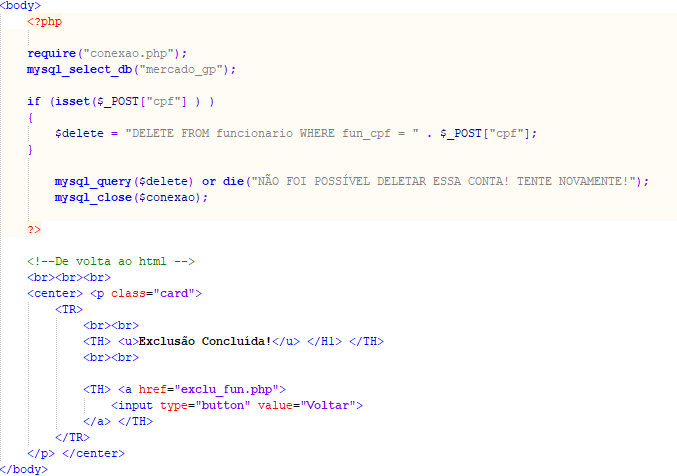 <body>
<?php
require("conexao.php");
mysql_select_db("mercado_gp");
if (isset($_POST["cpf"] ) )
{
$delete = "DELETE FROM funcionario WHERE fun_cpf = " . $_POST["cpf"];
}
mysql_query($delete) or die("NÃO FOI POSSÍVEL DELETAR ESSA CONTA! TENTE NOVAMENTE!");
mysql_close($conexao);
?>
<!--De volta ao html -->
<br><br><br>
<center> <p class="card">
<TR>
<br><br>
<TH> <u>Exclusão Concluída!</u> </H1> </TH>
<br><br>
<TH> <a href="exclu_fun.php">
<input type="button" value="Voltar">
</a> </TH>
</TR>
</p> </center>
</body>